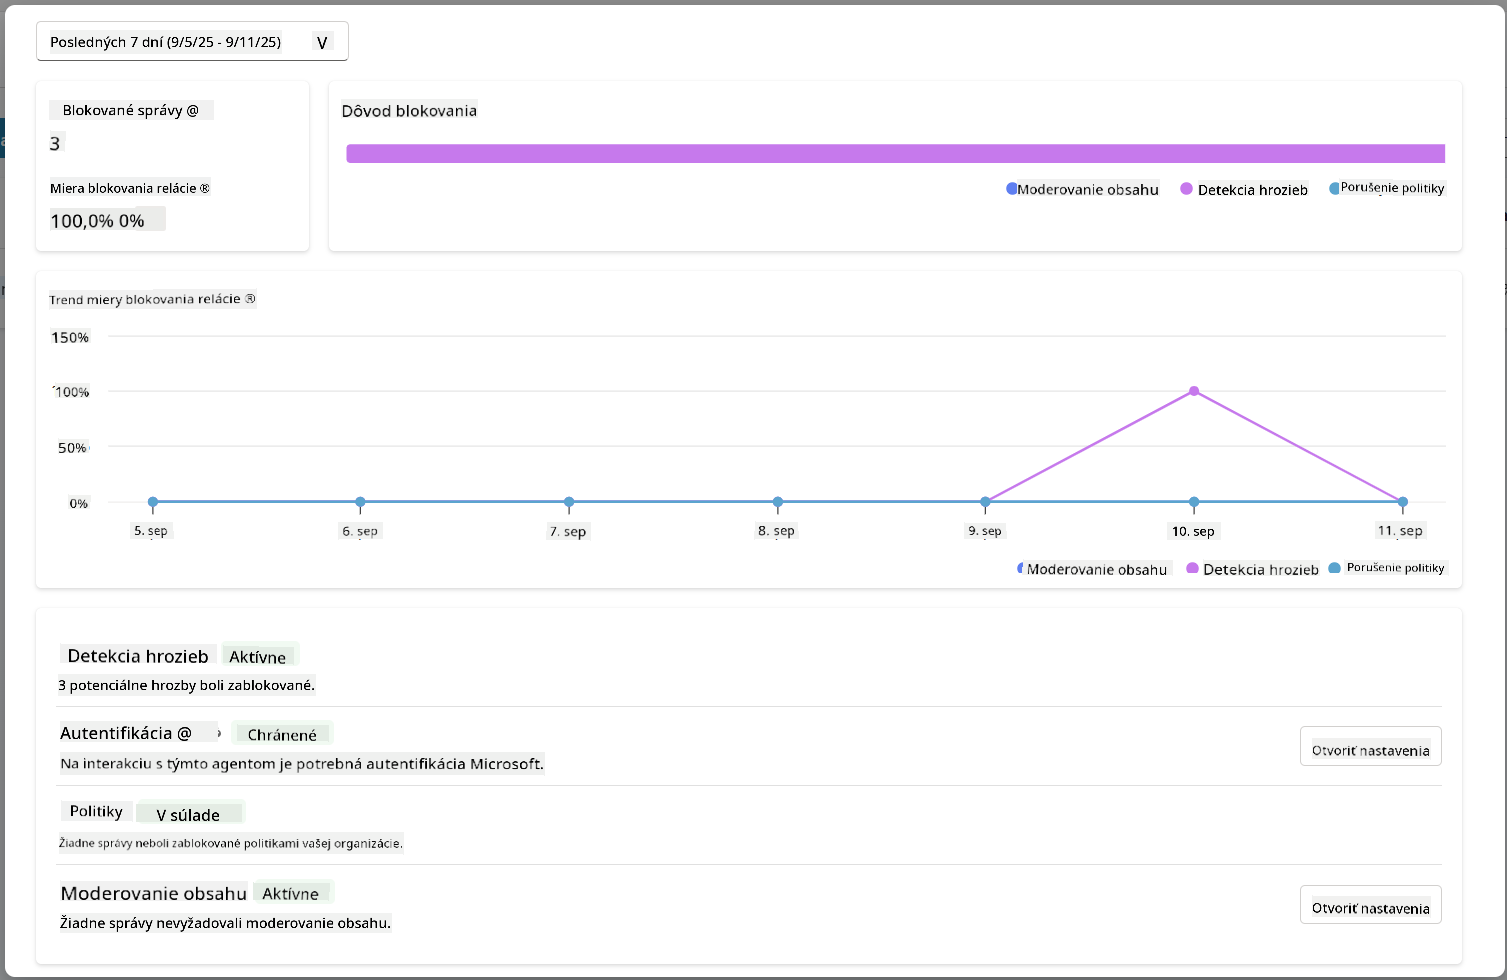 Posledných 7 dní (9/5/25 - 9/11/25) V
Blokované správy @
3
Miera blokovania relácie ®
100,0% 0%
Dôvod blokovania
Moderovanie obsahu Detekcia hrozieb Porušenie politiky
Trend miery blokovania relácie ®
150%
100%
50%
0%
5. sep 6. sep 7. sep 8. sep 9. sep 10. sep 11. sep
Moderovanie obsahu Detekcia hrozieb Porušenie politiky
Detekcia hrozieb Aktívne
3 potenciálne hrozby boli zablokované.
Autentifikácia @ Chránené
Na interakciu s týmto agentom je potrebná autentifikácia Microsoft.
Otvoriť nastavenia
Politiky V súlade
Žiadne správy neboli zablokované politikami vašej organizácie.
Moderovanie obsahu Aktívne
Žiadne správy nevyžadovali moderovanie obsahu.
Otvoriť nastavenia